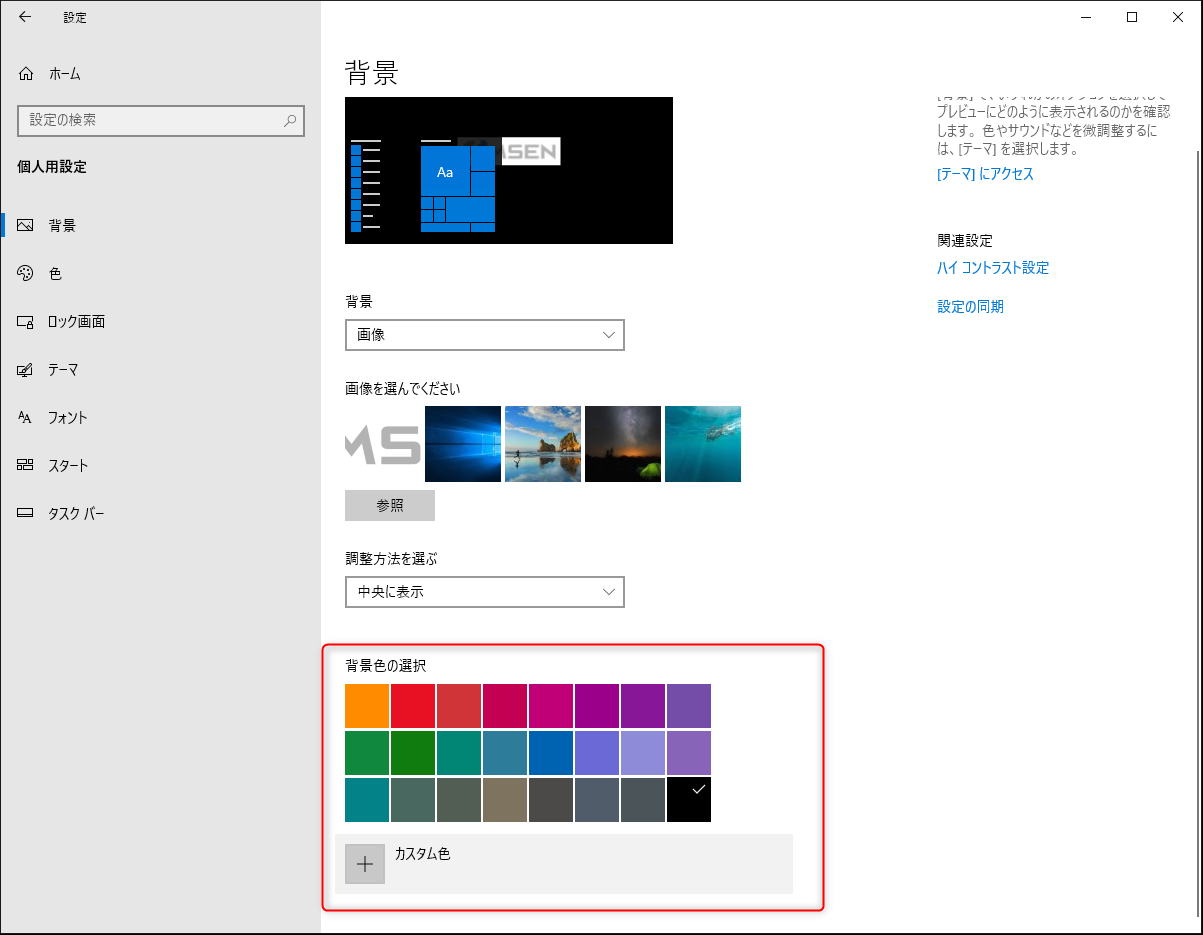 設定
ホーム
設定の検索
個人用設定
背景
色
ロック画面
テーマ
フォント
スタート
タスク バー
背景
Aa
SEN
背景
画像
画像を選んでください
MS
参照
調整方法を選ぶ
中央に表示
背景色の選択
カスタム色
プレビューにどのように表示されるのかを確認
します。色やサウンドなどを微調整するに
は、[テーマ] を選択します。
[テーマ] にアクセス
関連設定
ハイ コントラスト設定
設定の同期